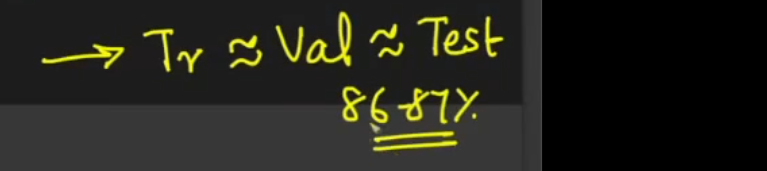 → Tr ≈ Val ≈ Test
86-87%